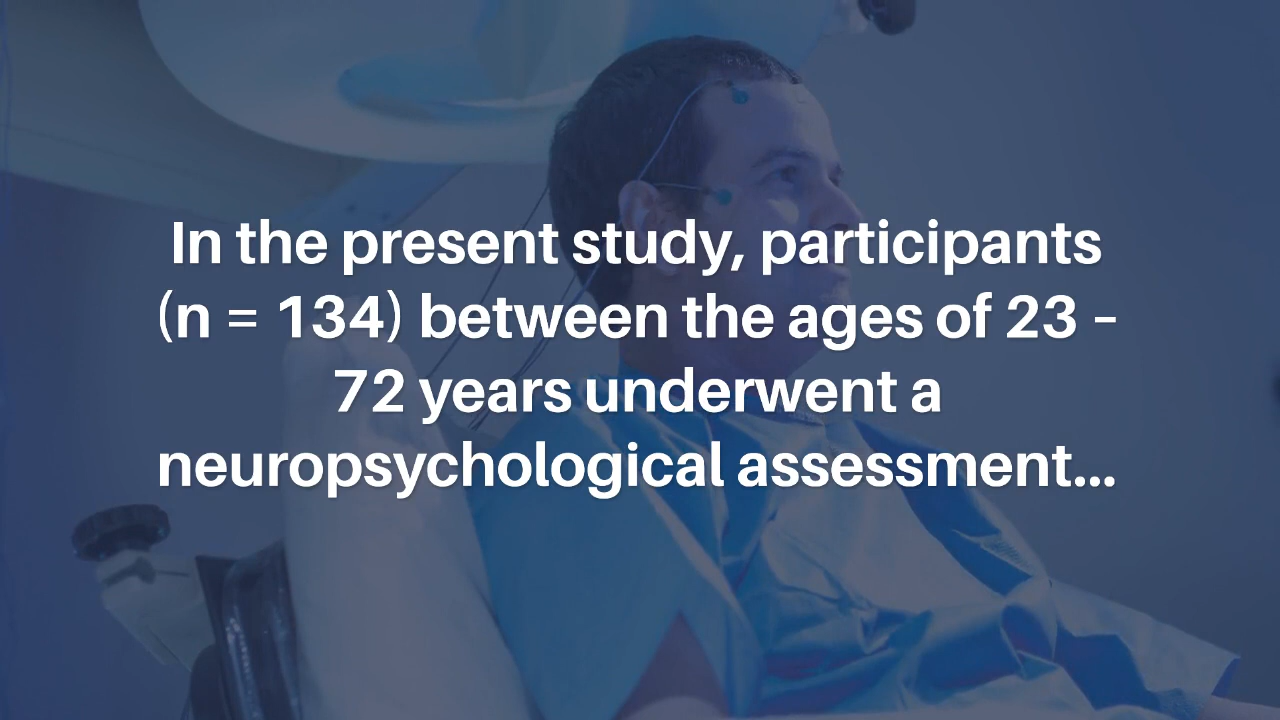 In the present study, participants
(n = 134) between the ages of 23 –
72 years underwent a
neuropsychological assessment...